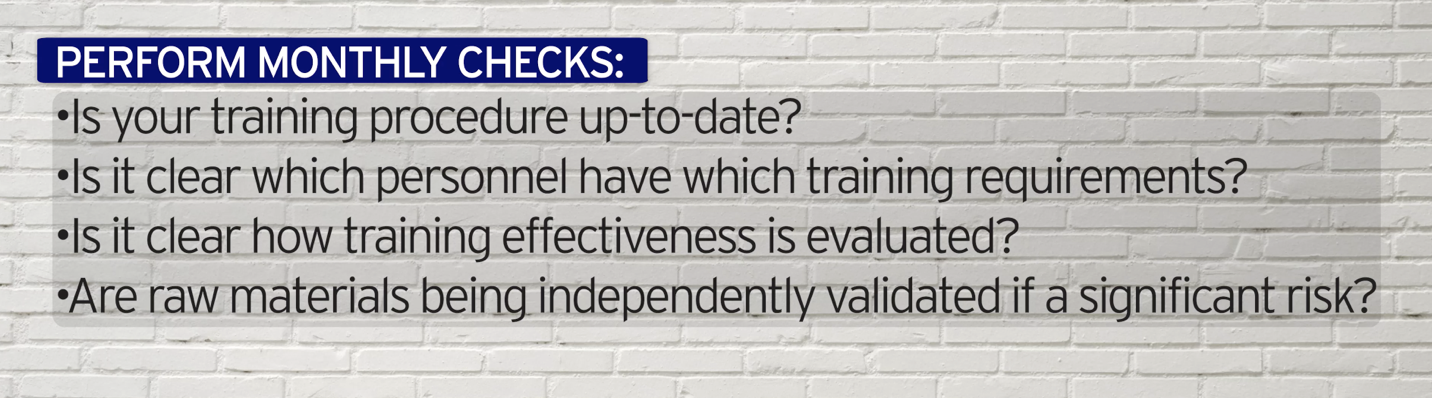 PERFORM MONTHLY CHECKS:
•Is your training procedure up-to-date?
•Is it clear which personnel have which training requirements?
•Is it clear how training effectiveness is evaluated?
•Are raw materials being independently validated if a significant risk?